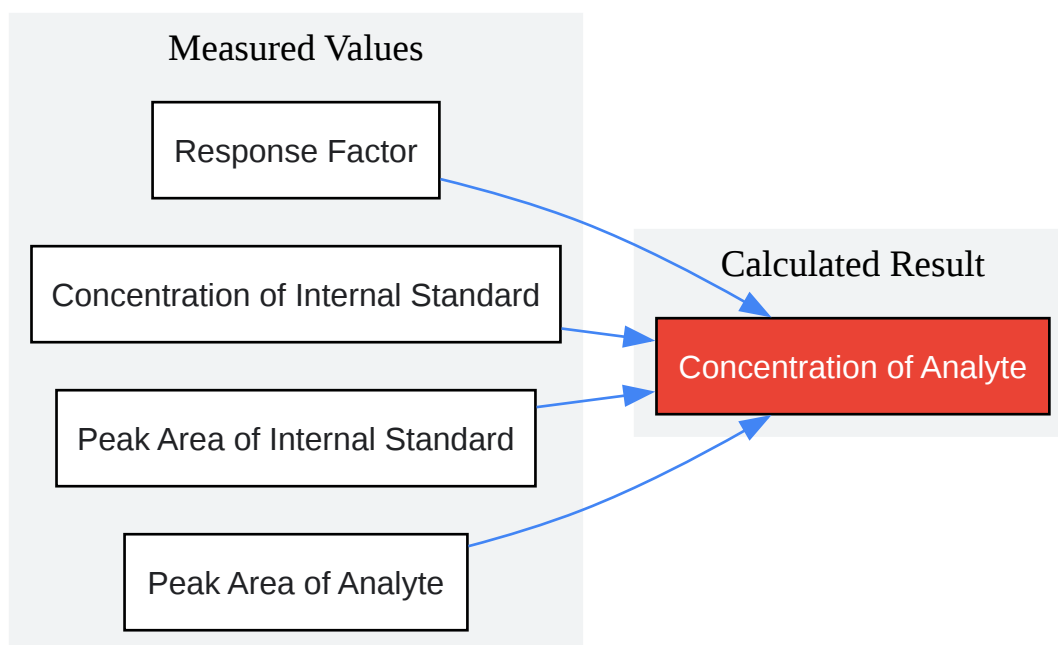 Measured Values
Response Factor
Concentration of Internal Standard
Peak Area of Internal Standard
Peak Area of Analyte
Calculated Result
Concentration of Analyte